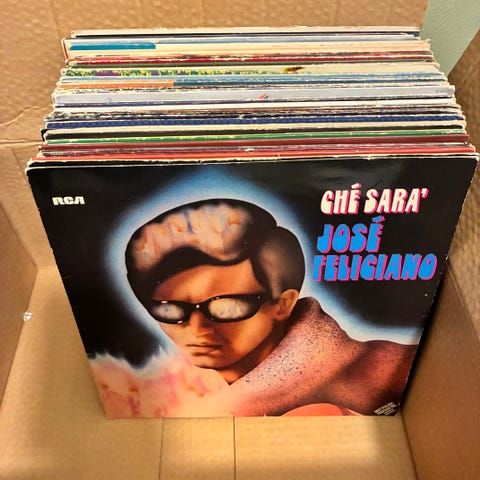 RCA
CHÉ SARA'
JOSÉ
FELICIANO